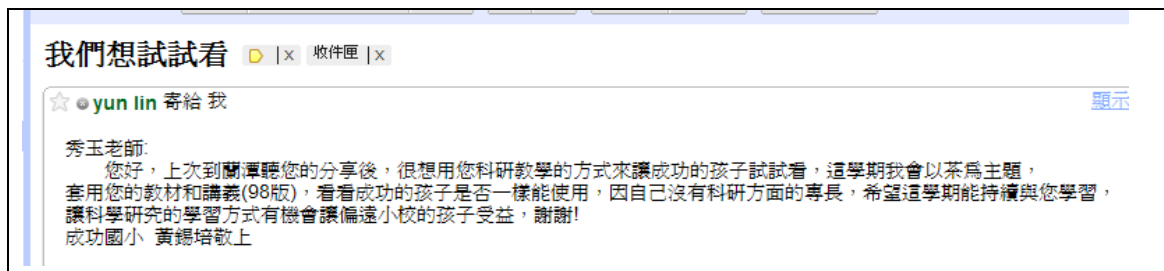 我們想試試看 |x 收件匣 |x
yun lin 寄給 我 顯示
秀玉老師:
您好，上次到蘭潭聽您的分享後，很想用您科研教學的方式來讓成功的孩子試試看，這學期我會以茶為主題，
套用您的教材和講義(98版)，看看成功的孩子是否一樣能使用，因自己沒有科研方面的專長，希望這學期能持續與您學習，
讓科學研究的學習方式有機會讓偏遠小校的孩子受益，謝謝!
成功國小 黃錫培敬上